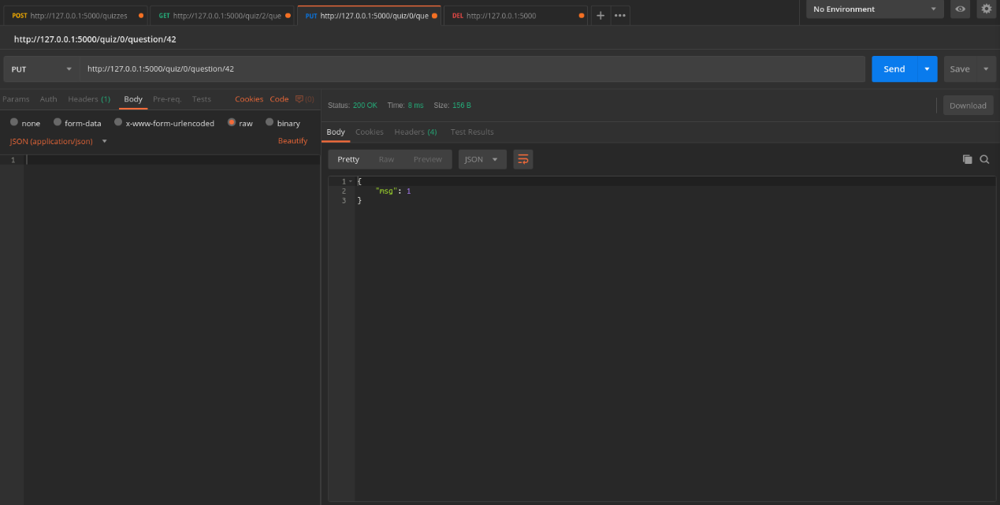 POST http://127.0.0.1:5000/quizzes GET http://127.0.0.1:5000/quiz/2/que PUT http://127.0.0.1:5000/quiz/0/que DEL http://127.0.0.1:5000 + ••• No Environment
http://127.0.0.1:5000/quiz/0/question/42
PUT http://127.0.0.1:5000/quiz/0/question/42 Send Save
Params Auth Headers (1) Body Pre-req. Tests Cookies Code (0)
none form-data x-www-form-urlencoded raw binary
JSON (application/json) Beautify
1
Status: 200 OK Time: 8 ms Size: 156 B Download
Body Cookies Headers (4) Test Results
Pretty Raw Preview JSON
1 {
2 "msg": 1
3 }